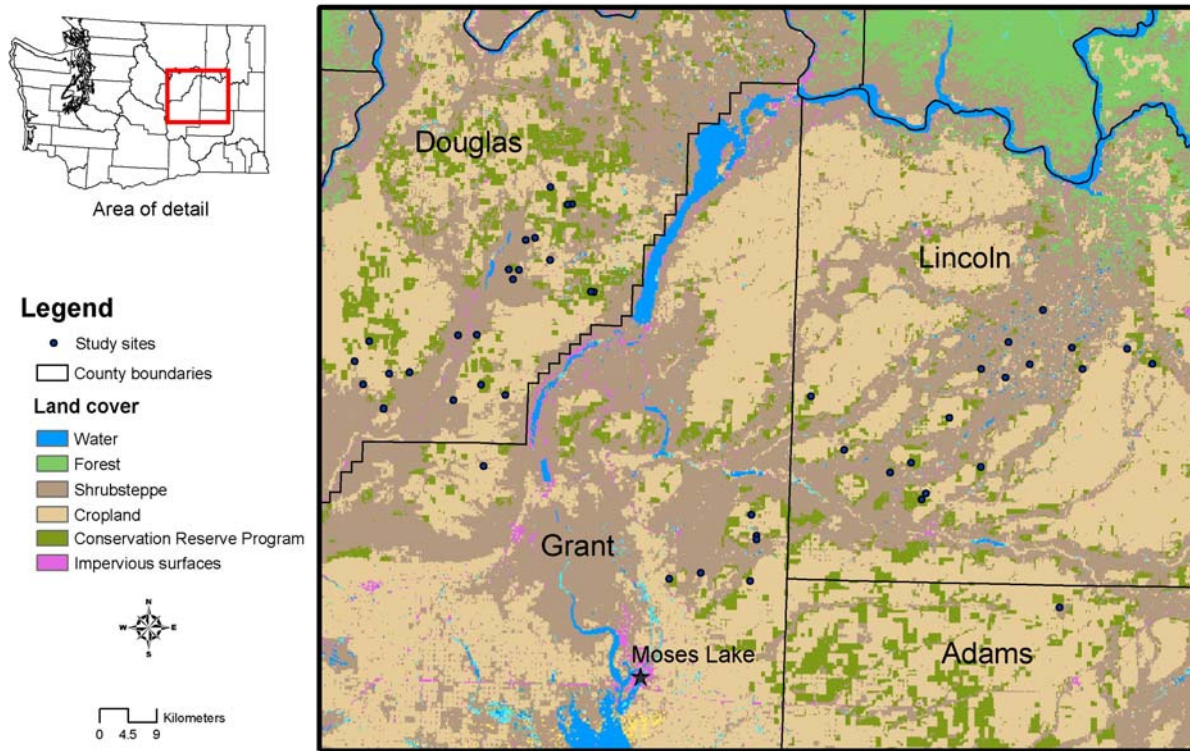 Area of detail
Legend
Study sites
County boundaries
Land cover
Water
Forest
Shrubsteppe
Cropland
Conservation Reserve Program
Impervious surfaces
N
W E
S
Kilometers
0 4.5 9
Douglas
Lincoln
Grant
Moses Lake
Adams